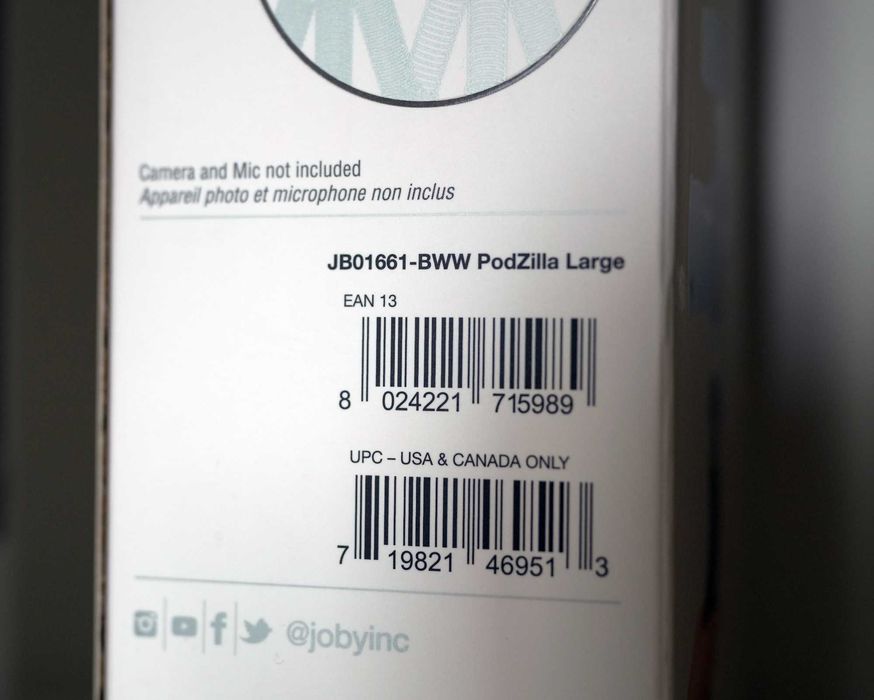 Camera and Mic not included
Appareil photo et microphone non inclus
JB01661-BWW PodZilla Large
EAN 13
8 024221 715989
UPC – USA & CANADA ONLY
7 19821 46951 3
@jobyinc